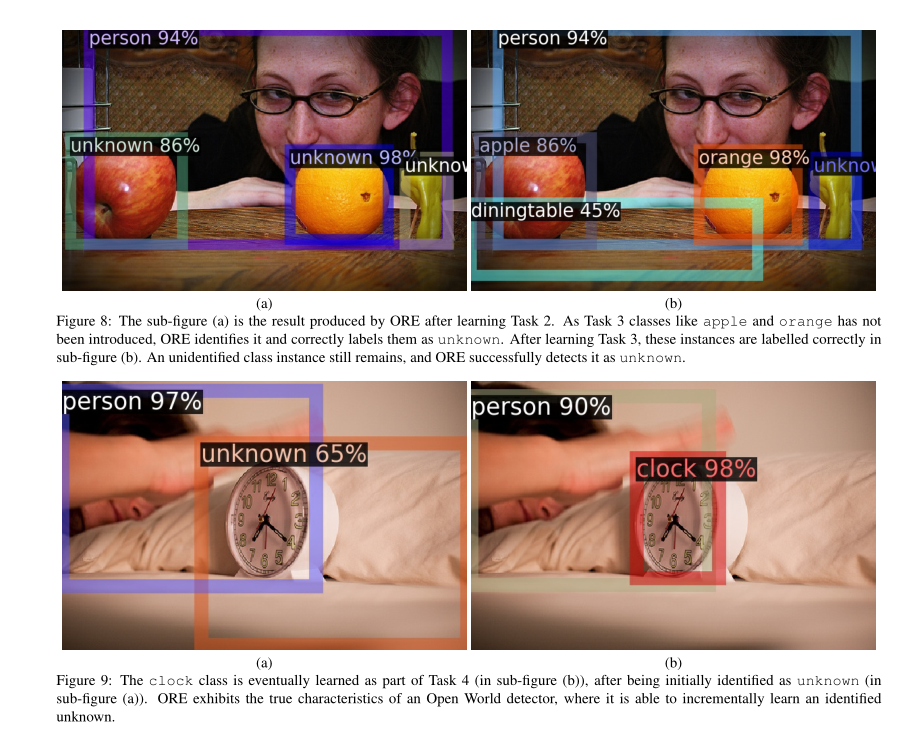 person 94%
person 94%
unknown 86%
unknown 98%
unknow
apple 86%
orange 98%
unknow
diningtable 45%
(a)
(b)
Figure 8: The sub-figure (a) is the result produced by ORE after learning Task 2. As Task 3 classes like apple and orange has not
been introduced, ORE identifies it and correctly labels them as unknown. After learning Task 3, these instances are labelled correctly in
sub-figure (b). An unidentified class instance still remains, and ORE successfully detects it as unknown.
person 97%
unknown 65%
person 90%
clock 98%
(a)
(b)
Figure 9: The clock class is eventually learned as part of Task 4 (in sub-figure (b)), after being initially identified as unknown (in
sub-figure (a)). ORE exhibits the true characteristics of an Open World detector, where it is able to incrementally learn an identified
unknown.